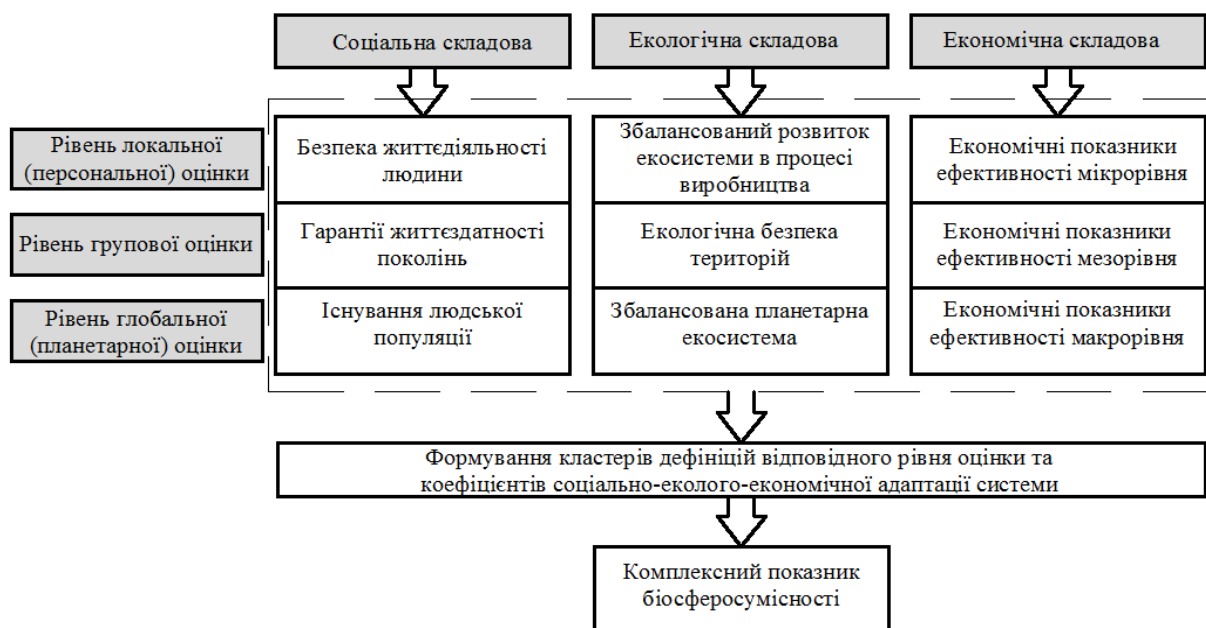 Соціальна складова
Екологічна складова
Економічна складова
Рівень локальної
(персональної) оцінки
Безпека життєдіяльності
людини
Збалансований розвиток
екосистеми в процесі
виробництва
Економічні показники
ефективності мікрорівня
Рівень групової оцінки
Гарантії життєздатності
поколінь
Екологічна безпека
територій
Економічні показники
ефективності мезорівня
Рівень глобальної
(планетарної) оцінки
Існування людської
популяції
Збалансована планетарна
екосистема
Економічні показники
ефективності макрорівня
Формування кластерів дефініцій відповідного рівня оцінки та
коефіцієнтів соціально-еколого-економічної адаптації системи
Комплексний показник
біосферосумісності